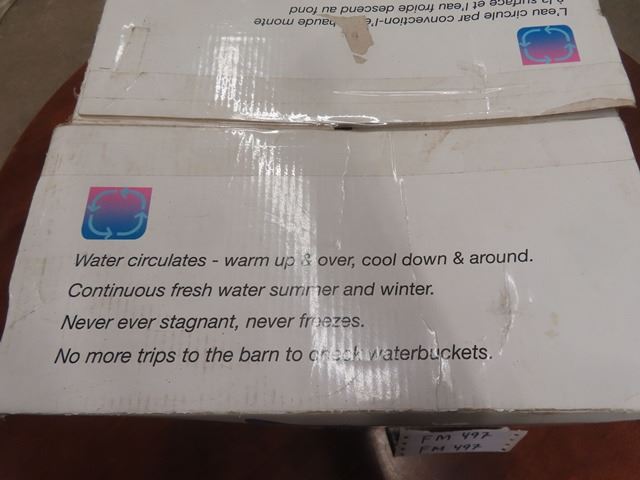 L'eau circule par convection-l'e haude monte
à la surface et l'eau froide descend au fond
Water circulates - warm up & over, cool down & around.
Continuous fresh water summer and winter.
Never ever stagnant, never freezes.
No more trips to the barn to check waterbuckets.
FM 497
FM 497